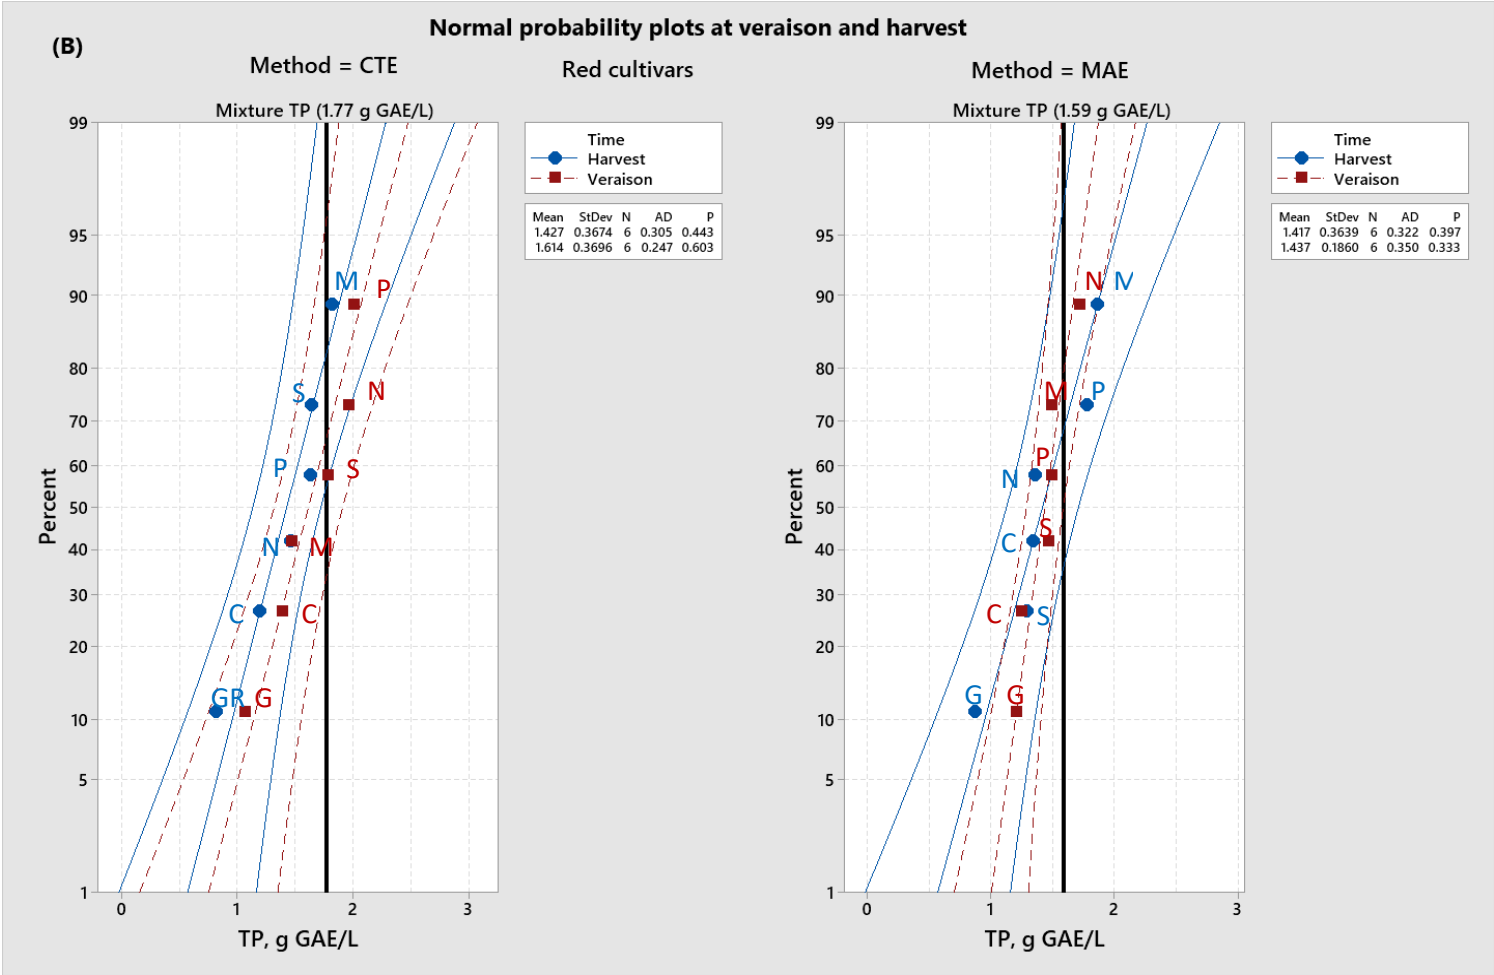 Normal probability plots at veraison and harvest
(B)
Method = CTE
Red cultivars
Method = MAE
Mixture TP (1.77 g GAE/L)
99
95
90
80
70
60
50
40
30
20
10
5
1
Percent
M
P
S
N
P
S
N
M
C
C
GR
G
0
1
2
3
TP, g GAE/L
Time
Harvest
Veraison
Mean StDev N AD P
1.427 0.3674 6 0.305 0.443
1.614 0.3696 6 0.247 0.603
Mixture TP (1.59 g GAE/L)
99
95
90
80
70
60
50
40
30
20
10
5
1
Percent
N
M
M
P
P
N
S
C
C
S
G
G
0
1
2
3
TP, g GAE/L
Time
Harvest
Veraison
Mean StDev N AD P
1.417 0.3639 6 0.322 0.397
1.437 0.1860 6 0.350 0.333